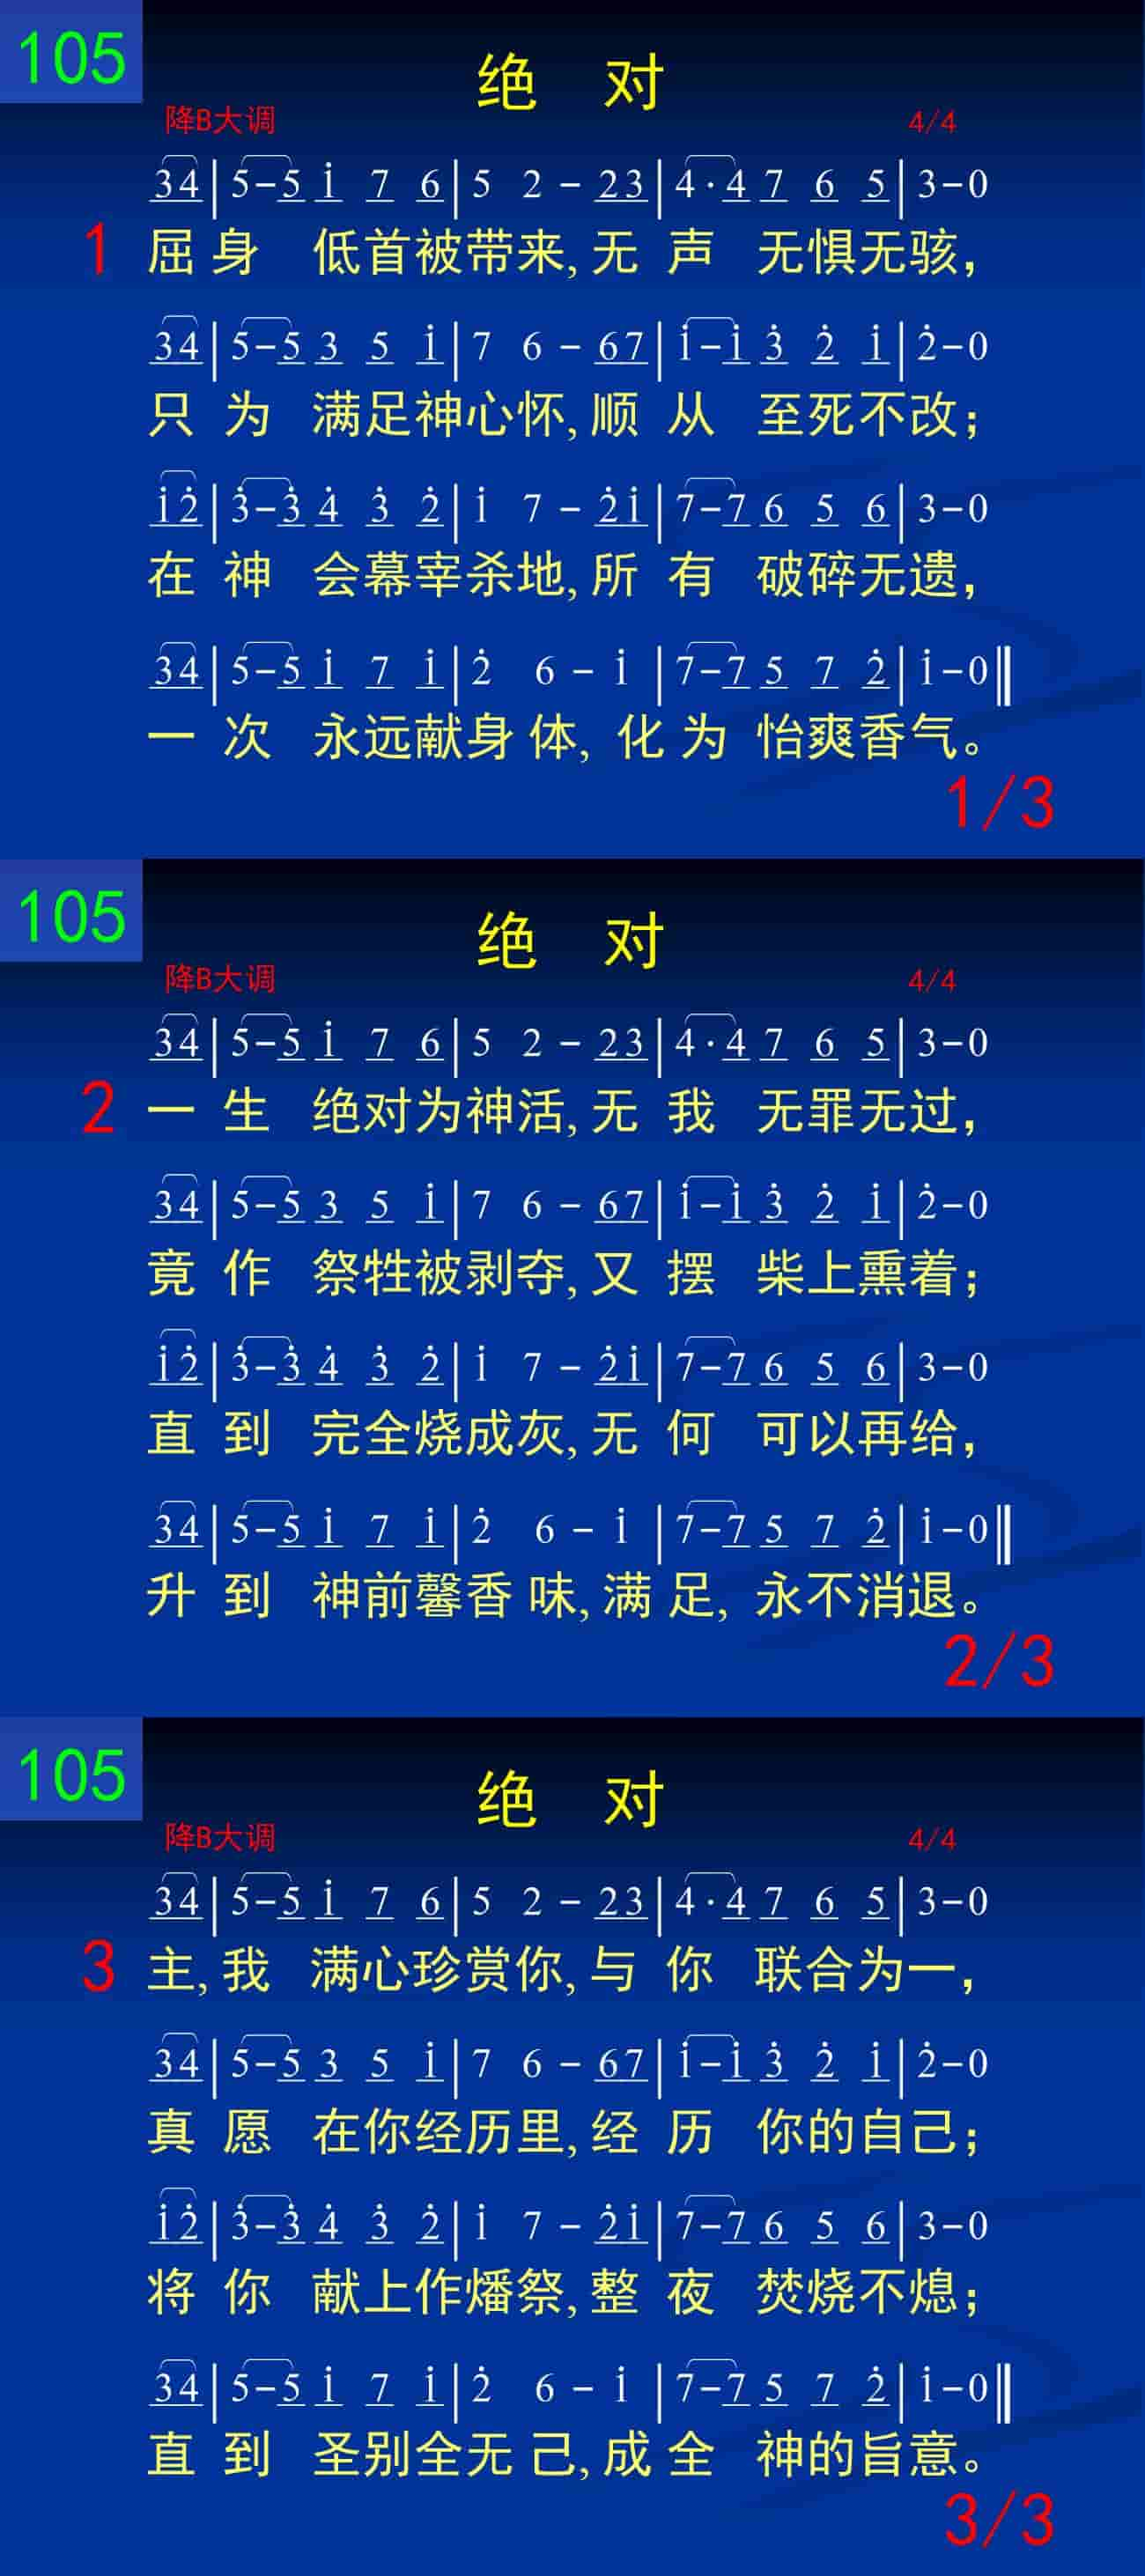 105
绝 对
降B大调 4/4
34|5-5 i̇ 7 6|5 2 - 23|4·4 7 6 5|3-0
1 屈身 低首被带来,无 声 无惧无骇,
34|5-5 3 5 i̇|7 6 - 67|i̇-i̇ 3̇ 2̇ i̇|2̇-0
只 为 满足神心怀,顺 从 至死不改;
i̇2̇|3̇-3̇ 4̇ 3̇ 2̇|i̇ 7 - 2̇i̇|7-7 6 5 6|3-0
在 神 会幕宰杀地,所 有 破碎无遗,
34|5-5 i̇ 7 i̇|2̇ 6 - i̇|7-7 5 7 2̇|i̇-0‖
一 次 永远献身 体, 化 为 怡爽香气。
1/3
105
绝 对
降B大调 4/4
34|5-5 i̇ 7 6|5 2 - 23|4·4 7 6 5|3-0
2 一 生 绝对为神活,无 我 无罪无过,
34|5-5 3 5 i̇|7 6 - 67|i̇-i̇ 3̇ 2̇ i̇|2̇-0
竟 作 祭牲被剥夺,又 摆 柴上熏着;
i̇2̇|3̇-3̇ 4̇ 3̇ 2̇|i̇ 7 - 2̇i̇|7-7 6 5 6|3-0
直 到 完全烧成灰,无 何 可以再给,
34|5-5 i̇ 7 i̇|2̇ 6 - i̇|7-7 5 7 2̇|i̇-0‖
升 到 神前馨香 味,满 足, 永不消退。
2/3
105
绝 对
降B大调 4/4
34|5-5 i̇ 7 6|5 2 - 23|4·4 7 6 5|3-0
3 主,我 满心珍赏你,与 你 联合为一,
34|5-5 3 5 i̇|7 6 - 67|i̇-i̇ 3̇ 2̇ i̇|2̇-0
真 愿 在你经历里,经 历 你的自己;
i̇2̇|3̇-3̇ 4̇ 3̇ 2̇|i̇ 7 - 2̇i̇|7-7 6 5 6|3-0
将 你 献上作燔祭,整 夜 焚烧不熄;
34|5-5 i̇ 7 i̇|2̇ 6 - i̇|7-7 5 7 2̇|i̇-0‖
直 到 圣别全无 己,成 全 神的旨意。
3/3